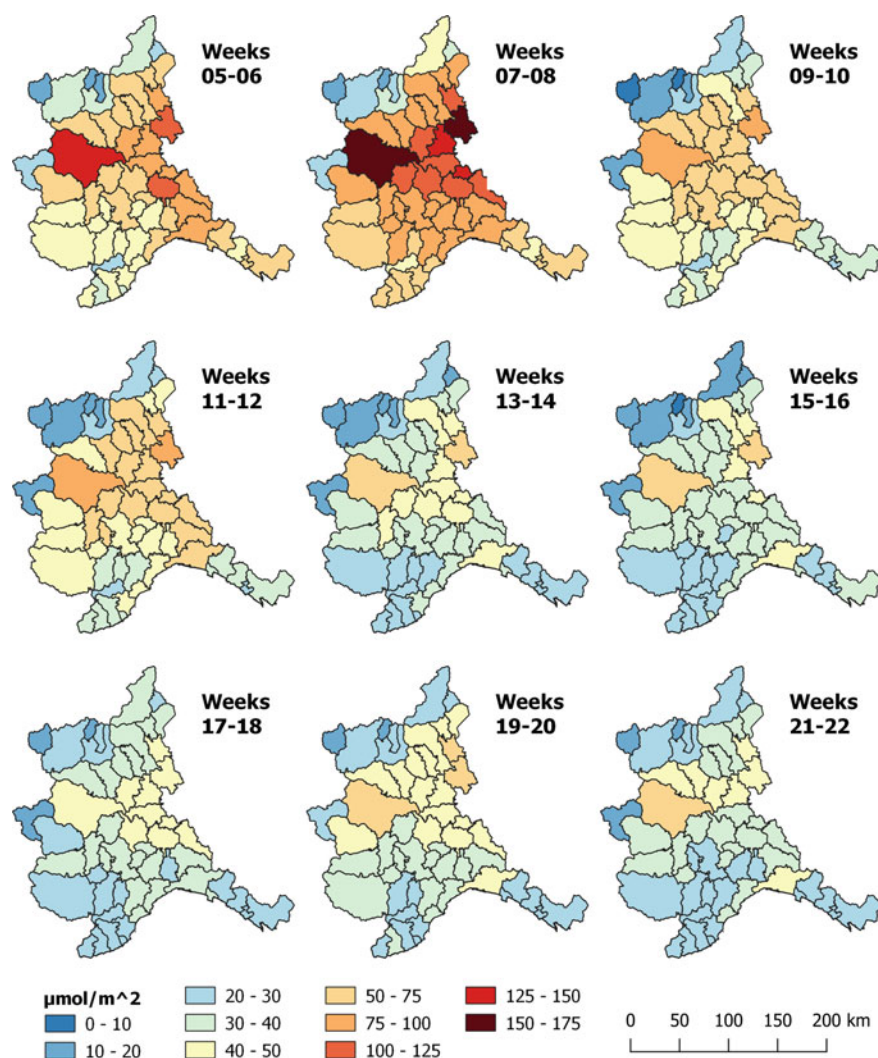 Weeks
05-06
Weeks
07-08
Weeks
09-10
Weeks
11-12
Weeks
13-14
Weeks
15-16
Weeks
17-18
Weeks
19-20
Weeks
21-22
µmol/m^2
0 - 10
10 - 20
20 - 30
30 - 40
40 - 50
50 - 75
75 - 100
100 - 125
125 - 150
150 - 175
0 50 100 150 200 km